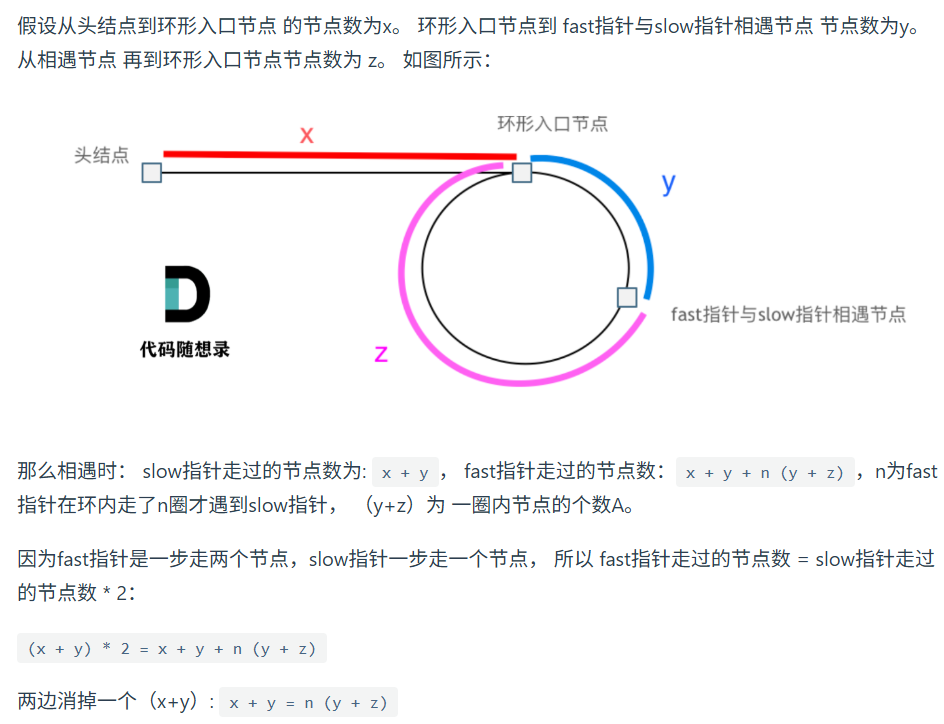 假设从头结点到环形入口节点 的节点数为x。 环形入口节点到 fast指针与slow指针相遇节点 节点数为y。
从相遇节点 再到环形入口节点节点数为 z。 如图所示：
环形入口节点
x
头结点
y
fast指针与slow指针相遇节点
z
代码随想录
那么相遇时： slow指针走过的节点数为: x + y ， fast指针走过的节点数： x + y + n (y + z) ，n为fast
指针在环内走了n圈才遇到slow指针， （y+z）为 一圈内节点的个数A。
因为fast指针是一步走两个节点，slow指针一步走一个节点， 所以 fast指针走过的节点数 = slow指针走过
的节点数 * 2：
(x + y) * 2 = x + y + n (y + z)
两边消掉一个（x+y）: x + y = n (y + z)